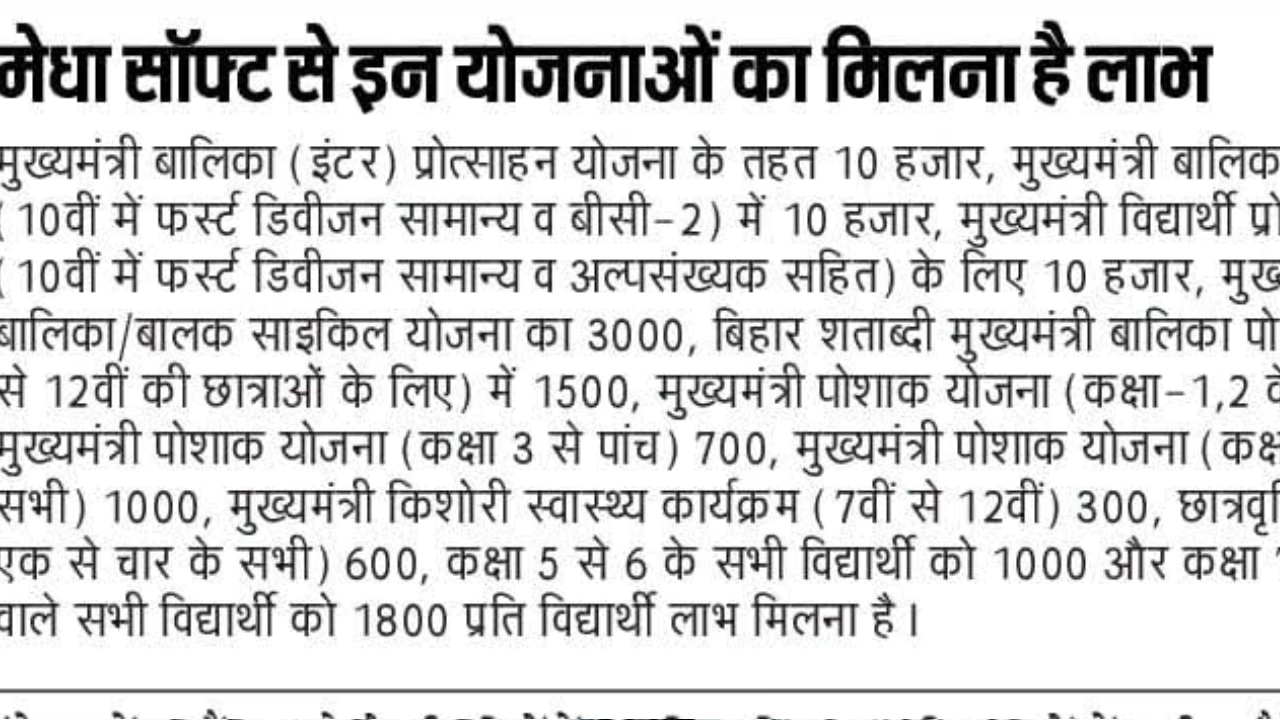 मेधा सॉफ्ट से इन योजनाओं का मिलना है लाभ
मुख्यमंत्री बालिका (इंटर) प्रोत्साहन योजना के तहत 10 हजार, मुख्यमंत्री
(10वीं में फर्स्ट डिवीजन सामान्य व बीसी-2) में 10 हजार, मुख्यमंत्री विद्यार्थी
(10वीं में फर्स्ट डिवीजन सामान्य व अल्पसंख्यक सहित) के लिए 10 हजार,
बालिका/बालक साइकिल योजना का 3000, बिहार शताब्दी मुख्यमंत्री बालिका
से 12वीं की छात्राओं के लिए) में 1500, मुख्यमंत्री पोशाक योजना (कक्षा-1,2
मुख्यमंत्री पोशाक योजना (कक्षा 3 से पांच) 700, मुख्यमंत्री पोशाक योजना
सभी) 1000, मुख्यमंत्री किशोरी स्वास्थ्य कार्यक्रम (7वीं से 12वीं) 300,
एक से चार के सभी) 600, कक्षा 5 से 6 के सभी विद्यार्थी को 1000 और कक्षा
वाले सभी विद्यार्थी को 1800 प्रति विद्यार्थी लाभ मिलना है।